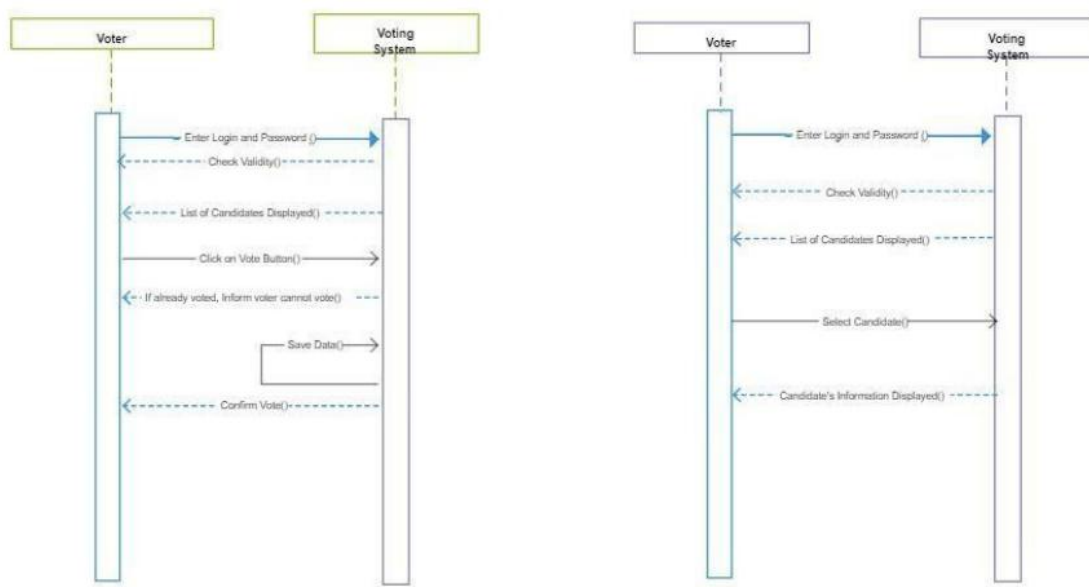 Voter
Voting
System
Enter Login and Password ()
Check Validity()
List of Candidates Displayed()
Click on Vote Button()
If already voted, Inform voter cannot vote()
Save Data()
Confirm Vote()
Voter
Voting
System
Enter Login and Password ()
Check Validity()
List of Candidates Displayed()
Select Candidate()
Candidate's Information Displayed()